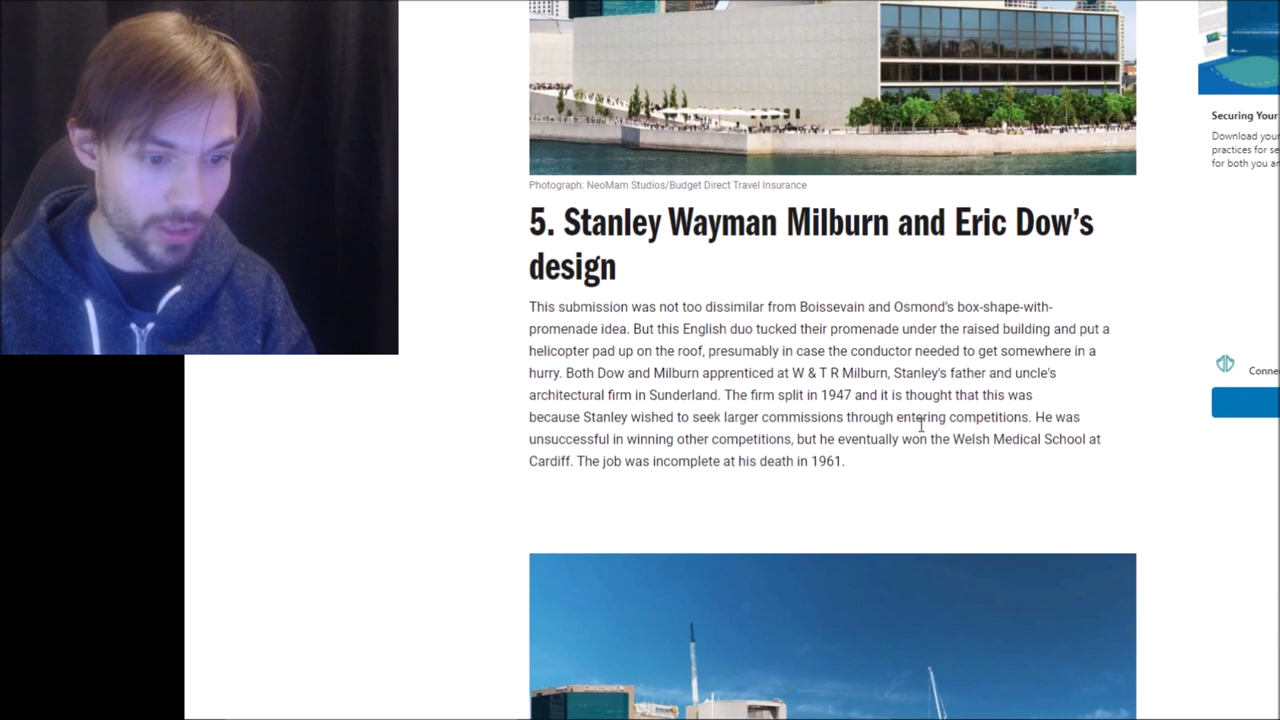 Photograph: NeoMam Studios/Budget Direct Travel Insurance
5. Stanley Wayman Milburn and Eric Dow’s
design
This submission was not too dissimilar from Boissevain and Osmond's box-shape-with-
promenade idea. But this English duo tucked their promenade under the raised building and put a
helicopter pad up on the roof, presumably in case the conductor needed to get somewhere in a
hurry. Both Dow and Milburn apprenticed at W & T R Milburn, Stanley's father and uncle's
architectural firm in Sunderland. The firm split in 1947 and it is thought that this was
because Stanley wished to seek larger commissions through entering competitions. He was
unsuccessful in winning other competitions, but he eventually won the Welsh Medical School at
Cardiff. The job was incomplete at his death in 1961.
Securing Your
Download your
practices for se
for both you an
Conne